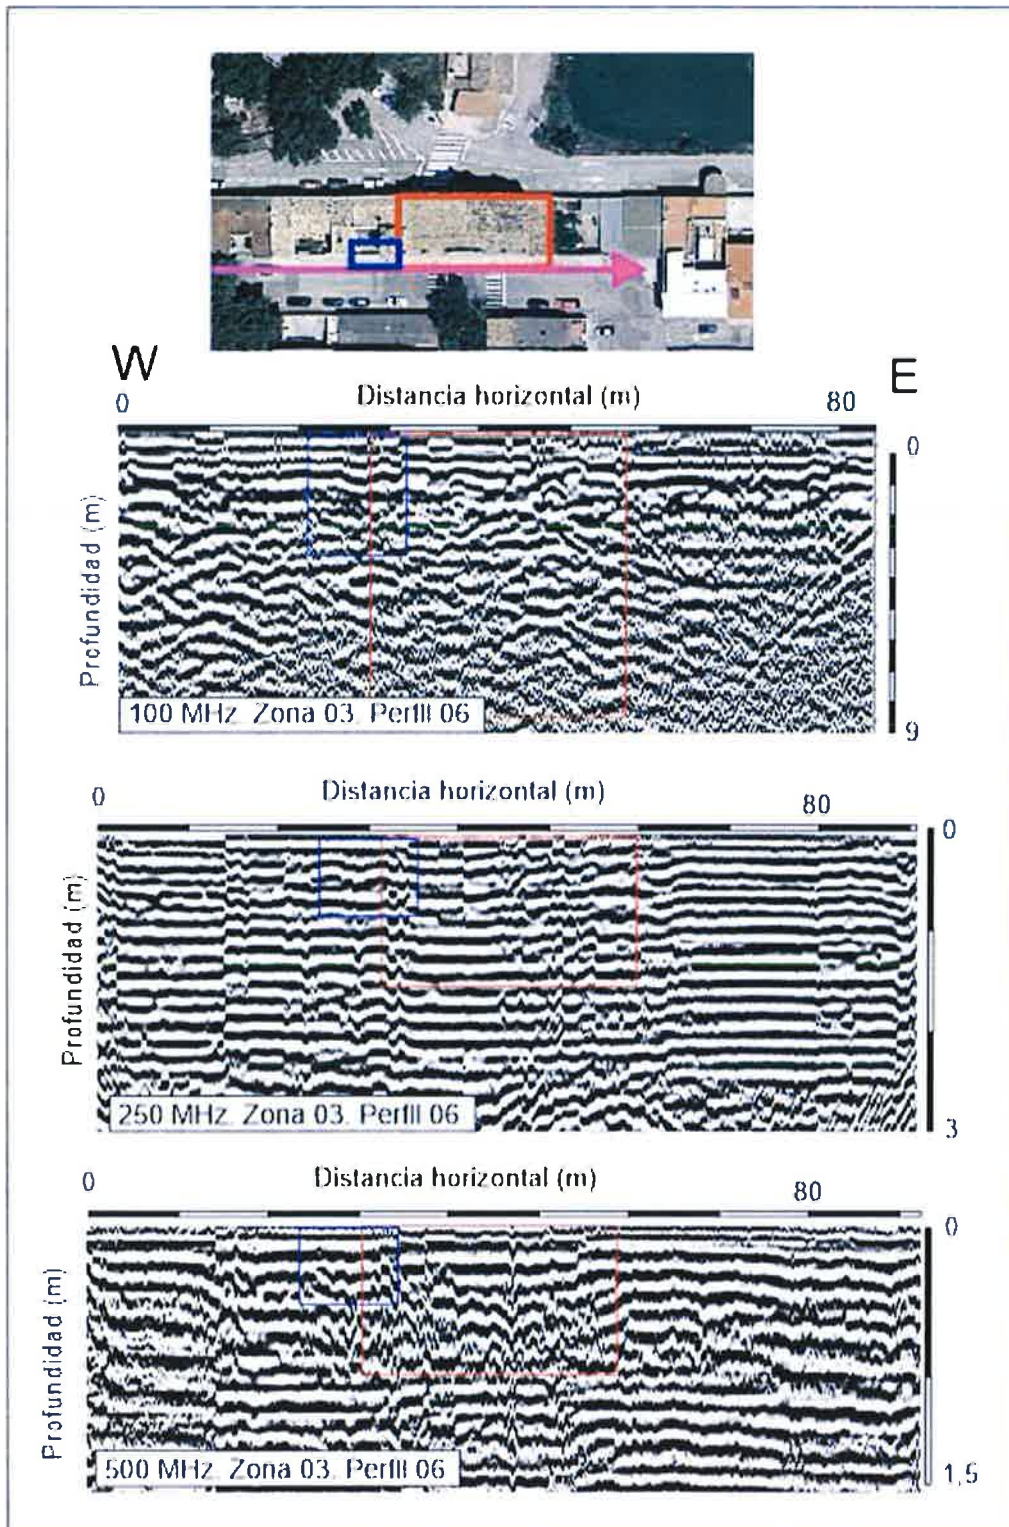 W
E
Distancia horizontal (m)
0
80
0
Profundidad (m)
100 MHz. Zona 03. Perfil 06
9
Distancia horizontal (m)
0
80
0
Profundidad (m)
250 MHz. Zona 03. Perfil 06
3
Distancia horizontal (m)
0
80
0
Profundidad (m)
500 MHz. Zona 03. Perfil 06
1,5